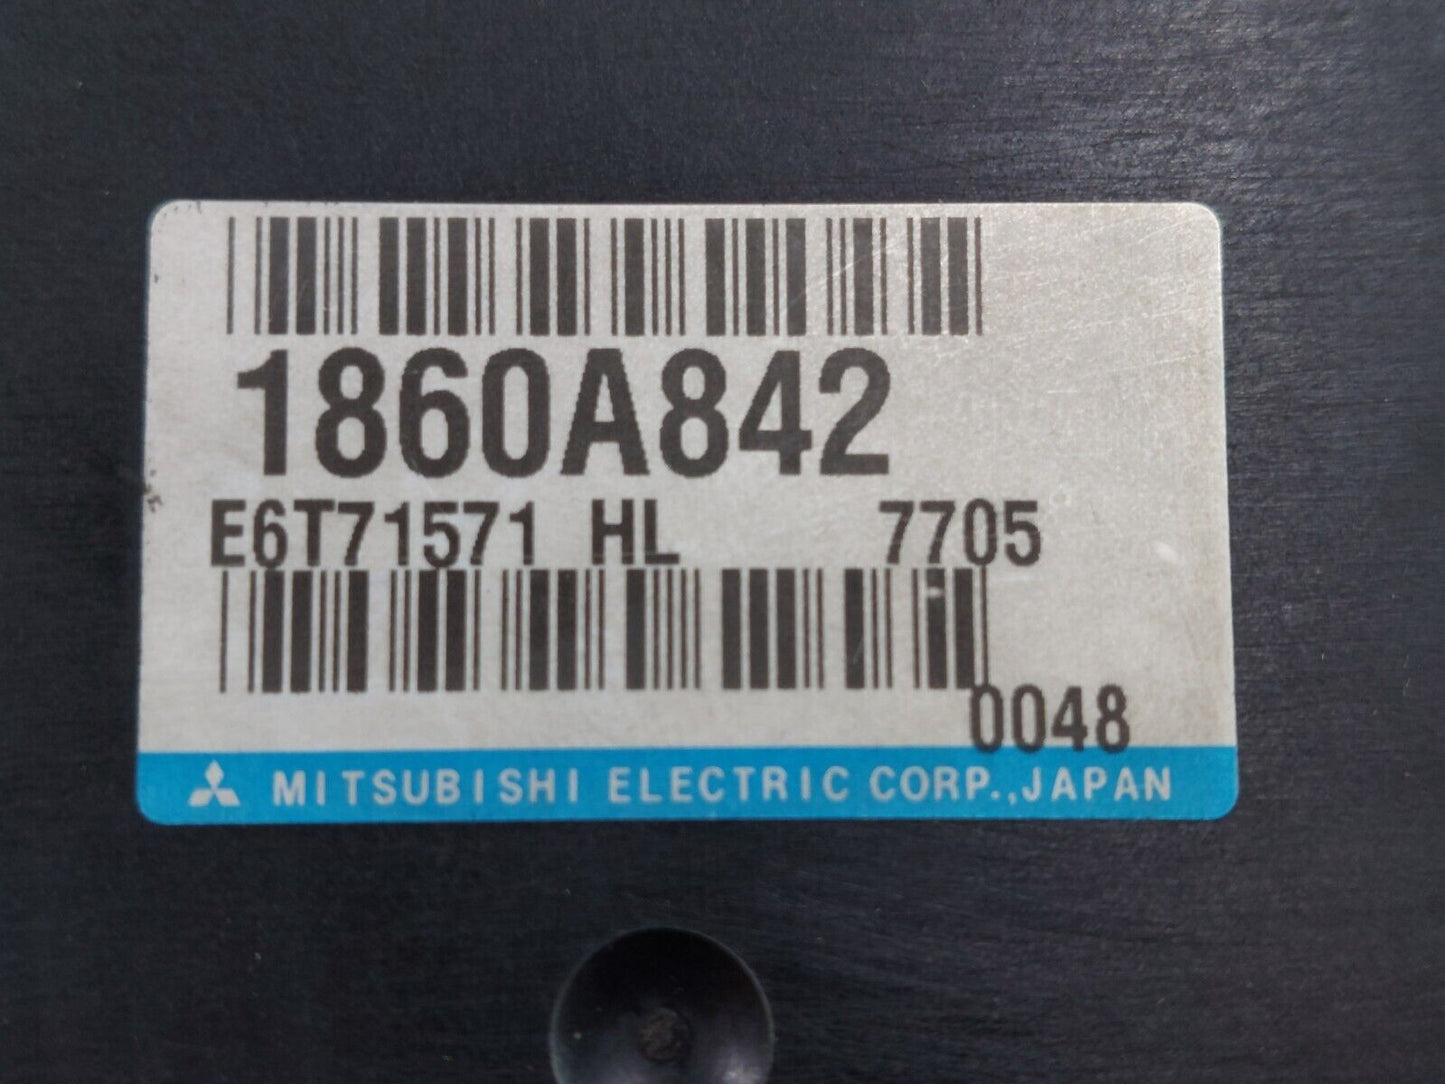 1860A842
E6T71571 HL 7705
0048
MITSUBISHI ELECTRIC CORP.,JAPAN